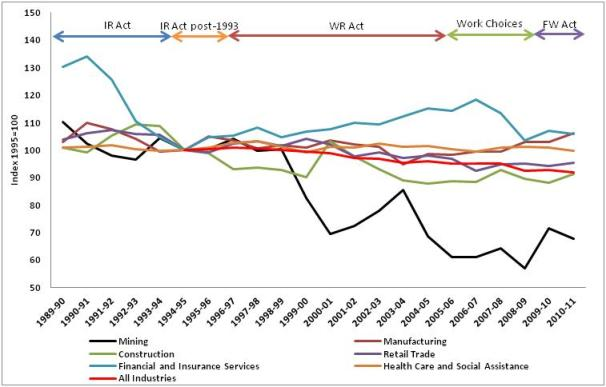 IR Act
IR Act post-1993
WR Act
Work Choices
FW Act
150
140
130
120
110
100
90
80
70
60
50
Index 1995=100
1989-90
1990-91
1991-92
1992-93
1993-94
1994-95
1995-96
1996-97
1997-98
1998-99
1999-00
2000-01
2001-02
2002-03
2003-04
2004-05
2005-06
2006-07
2007-08
2008-09
2009-10
2010-11
Mining
Manufacturing
Construction
Retail Trade
Financial and Insurance Services
Health Care and Social Assistance
All Industries